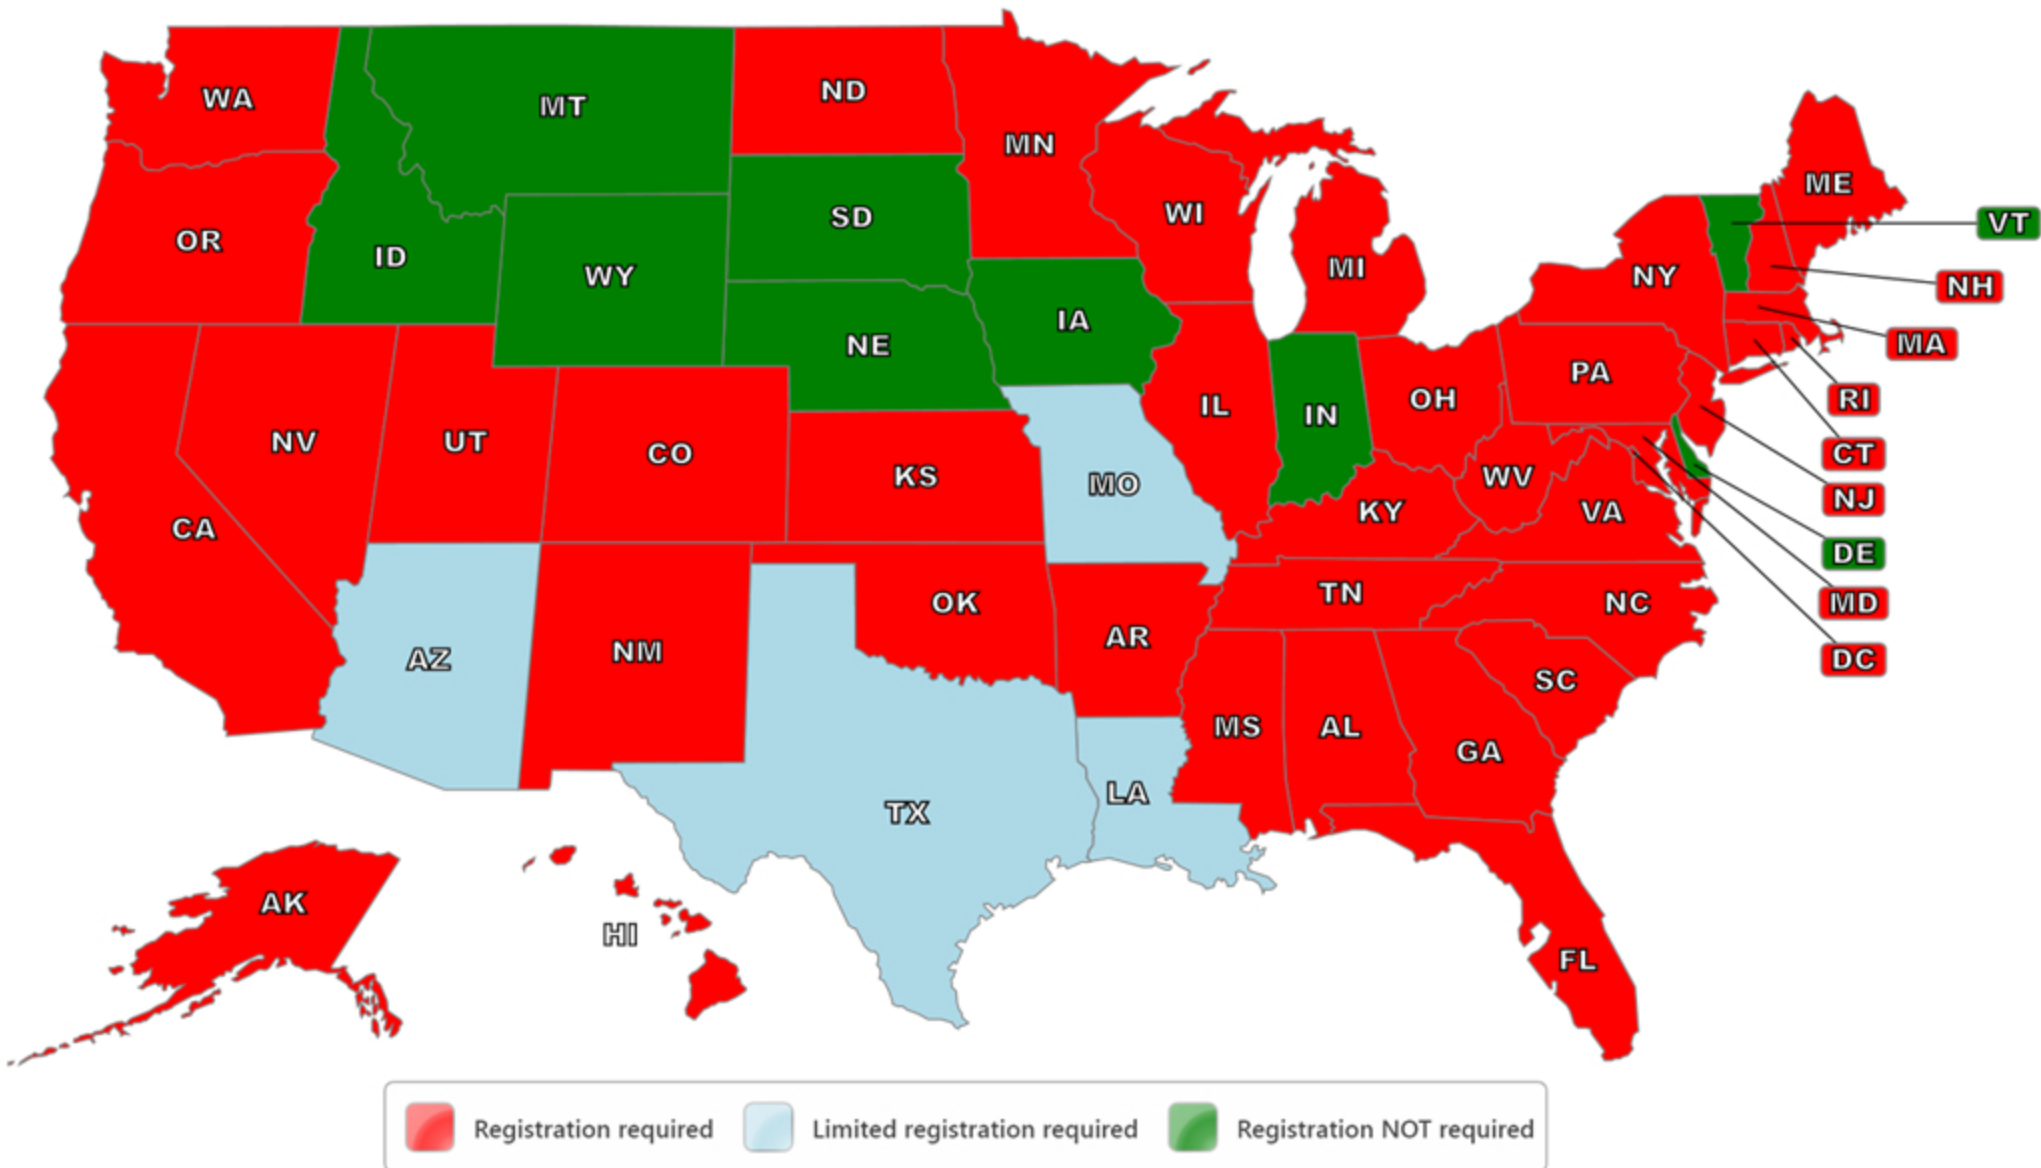 WA
MT
ND
MN
OR
ID
WY
SD
WI
MI
ME
VT
NY
NH
NE
IA
MA
NV
UT
CO
KS
MO
IL
IN
OH
PA
RI
CT
CA
KY
WV
VA
NJ
DE
AZ
NM
OK
AR
TN
NC
MD
DC
TX
LA
MS
AL
GA
SC
AK
HI
FL
Registration required
Limited registration required
Registration NOT required